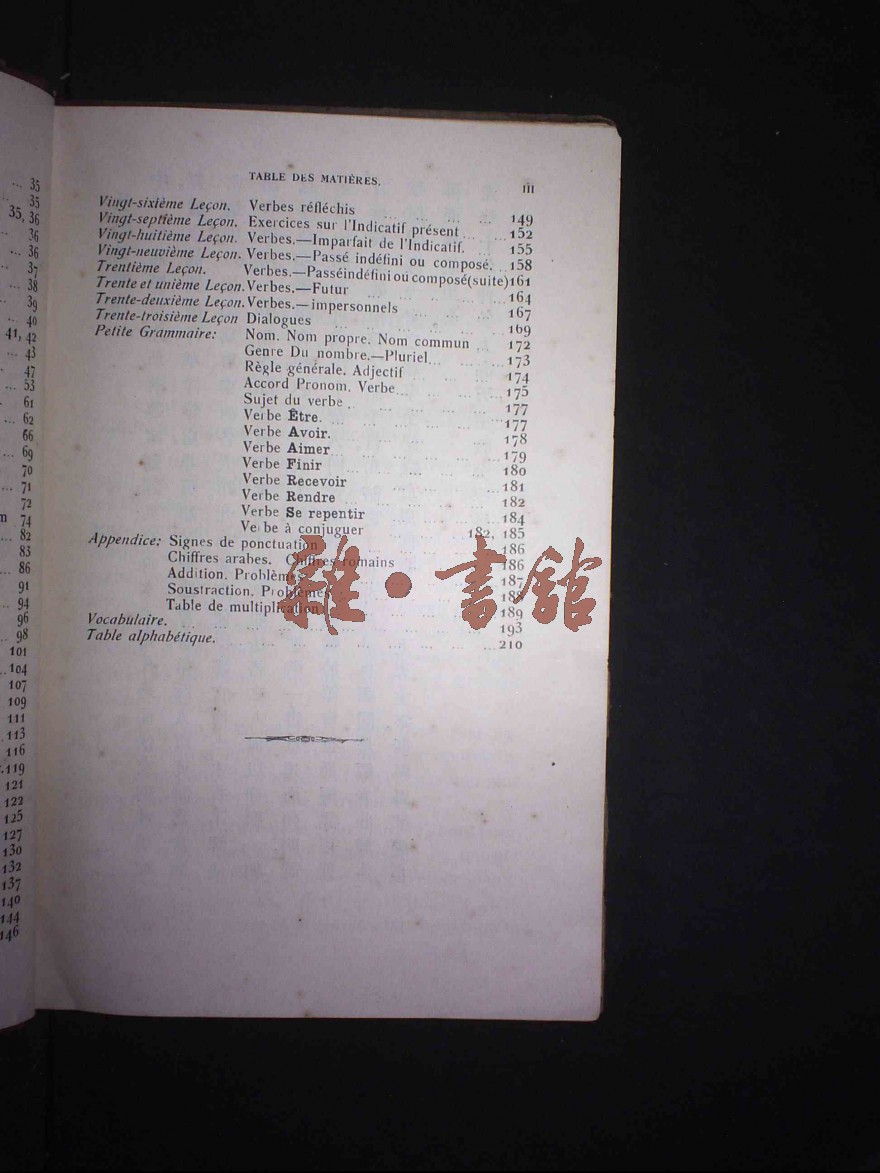 35
35
35, 36
36
36
37
38
39
40
41, 42
43
47
53
61
62
66
69
70
71
72
74
82
83
86
91
94
96
98
101
104
107
109
111
113
116
119
121
122
125
127
130
132
137
140
144
146
TABLE DES MATIÈRES. III
Vingt-sixième Leçon. Verbes réfléchis ... 149
Vingt-septième Leçon. Exercices sur l'Indicatif présent ... 152
Vingt-huitième Leçon. Verbes.—Imparfait de l'Indicatif. 155
Vingt-neuvième Leçon. Verbes.—Passé indéfini ou composé. ..158
Trentième Leçon. Verbes.—Passéindéfini ou composé(suite)161
Trente et unième Leçon. Verbes.—Futur ... 164
Trente-deuxième Leçon. Verbes.—impersonnels ... 167
Trente-troisième Leçon Dialogues ... 169
Petite Grammaire: Nom. Nom propre. Nom commun ... 172
Genre Du nombre.—Pluriel... 173
Règle générale. Adjectif ... 174
Accord Pronom. Verbe... 175
Sujet du verbe ... 177
Verbe Être. ... 177
Verbe Avoir. ... 178
Verbe Aimer ... 179
Verbe Finir ... 180
Verbe Recevoir ... 181
Verbe Rendre ... 182
Verbe Se repentir ... 184
Verbe à conjuguer ... 182, 185
Appendice: Signes de ponctuation ... 186
Chiffres arabes. Chiffres romains ... 186
Addition. Problèmes ... 187
Soustraction. Problèmes ... 188
Table de multiplication ... 189
Vocabulaire. ... 193
Table alphabétique. ... 210
雜·書館